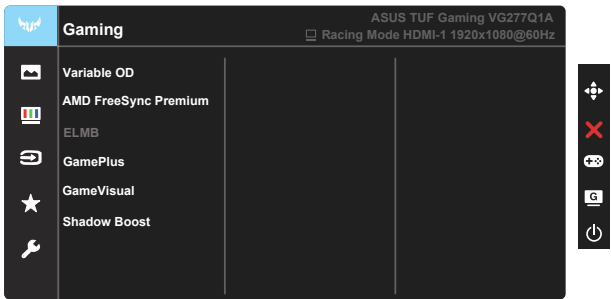 Gaming
ASUS TUF Gaming VG277Q1A
Racing Mode HDMI-1 1920x1080@60Hz
Variable OD
AMD FreeSync Premium
ELMB
GamePlus
GameVisual
Shadow Boost
G